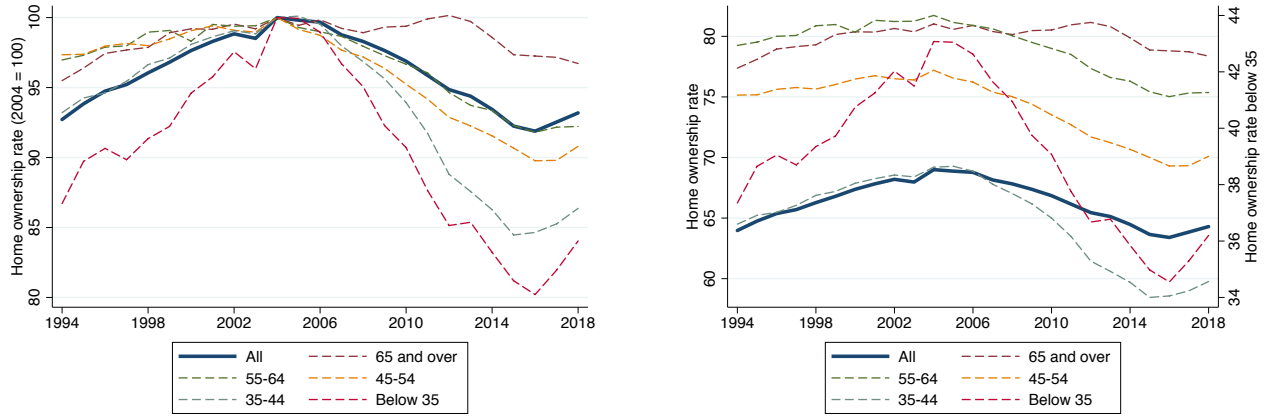 Home ownership rate (2004 = 100)
100
95
90
85
80
1994 1998 2002 2006 2010 2014 2018
All 65 and over
55-64 45-54
35-44 Below 35
Home ownership rate
80
75
70
65
60
Home ownership rate below 35
44
42
40
38
36
34
1994 1998 2002 2006 2010 2014 2018
All 65 and over
55-64 45-54
35-44 Below 35